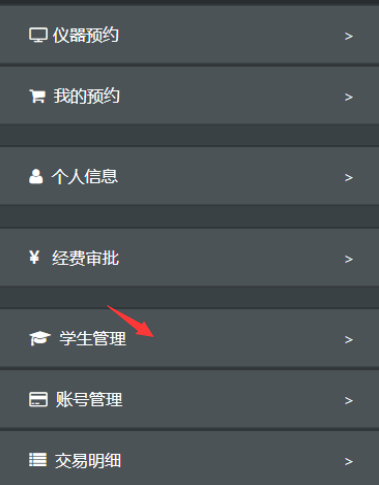 仪器预约 >
我的预约 >
个人信息 >
¥ 经费审批 >
学生管理 >
账号管理 >
交易明细 >